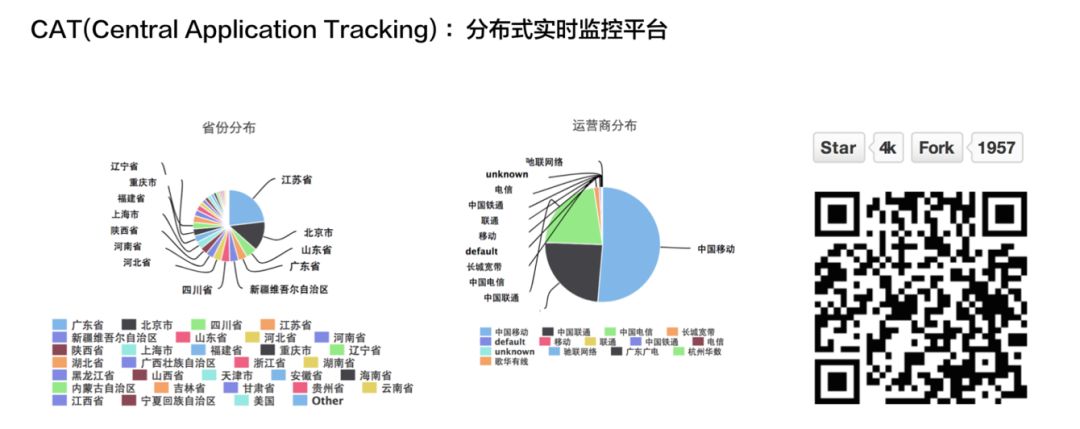 CAT(Central Application Tracking)：分布式实时监控平台
省份分布
辽宁省
重庆市
福建省
上海市
陕西省
河南省
河北省
四川省
江苏省
北京市
山东省
广东省
新疆维吾尔自治区
广东省 北京市 四川省 江苏省
新疆维吾尔自治区 山东省 河北省 河南省
陕西省 上海市 福建省 重庆市 辽宁省
湖北省 广西壮族自治区 浙江省 湖南省
黑龙江省 山西省 天津市 安徽省 海南省
内蒙古自治区 吉林省 甘肃省 贵州省 云南省
江西省 宁夏回族自治区 美国 Other
运营商分布
驰联网络
unknown
电信
中国铁通
联通
移动
default
长城宽带
中国电信
中国联通
中国移动
中国移动 中国联通 中国电信 长城宽带
default 移动 联通 中国铁通 电信
unknown 驰联网络 广东广电 杭州华数
歌华有线
Star 4k Fork 1957